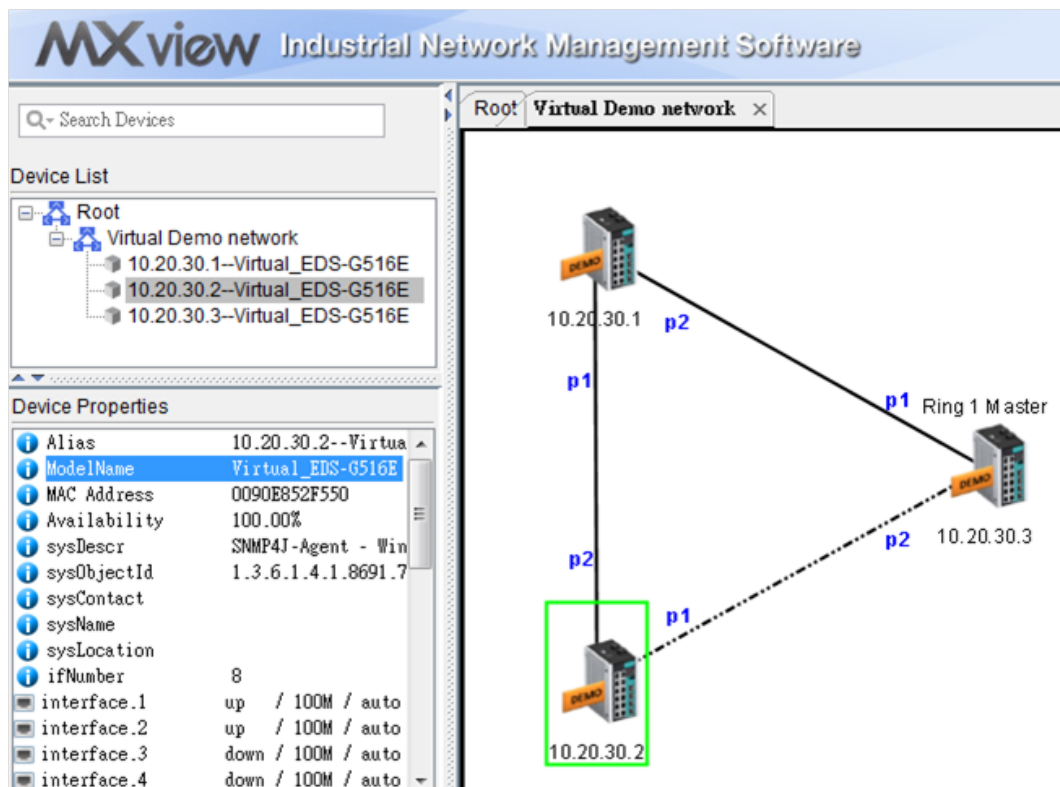 MXview Industrial Network Management Software
Search Devices
Root Virtual Demo network ×
Device List
Root
Virtual Demo network
10.20.30.1--Virtual_EDS-G516E
10.20.30.2--Virtual_EDS-G516E
10.20.30.3--Virtual_EDS-G516E
Device Properties
Alias 10.20.30.2--Virtua
ModelName Virtual_EDS-G516E
MAC Address 0090E852F550
Availability 100.00%
sysDescr SNMP4J-Agent - Win
sysObjectId 1.3.6.1.4.1.8691.7
sysContact
sysName
sysLocation
ifNumber 8
interface.1 up / 100M / auto
interface.2 up / 100M / auto
interface.3 down / 100M / auto
interface.4 down / 100M / auto
DEMO
10.20.30.1
p2
p1
p1
Ring 1 Master
DEMO
10.20.30.3
p2
p2
p1
DEMO
10.20.30.2